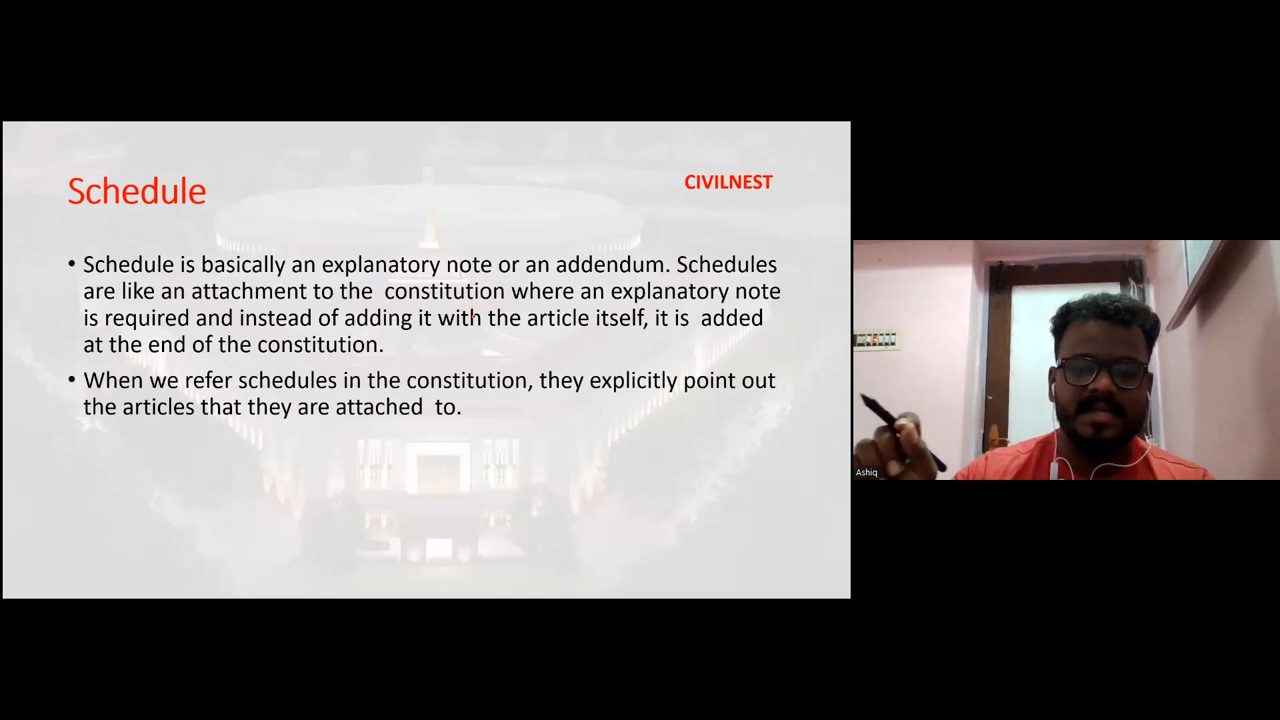 Schedule
CIVILNEST
• Schedule is basically an explanatory note or an addendum. Schedules
are like an attachment to the  constitution where an explanatory note
is required and instead of adding it with the article itself, it is  added
at the end of the constitution.
• When we refer schedules in the constitution, they explicitly point out
the articles that they are attached  to.
Ashiq